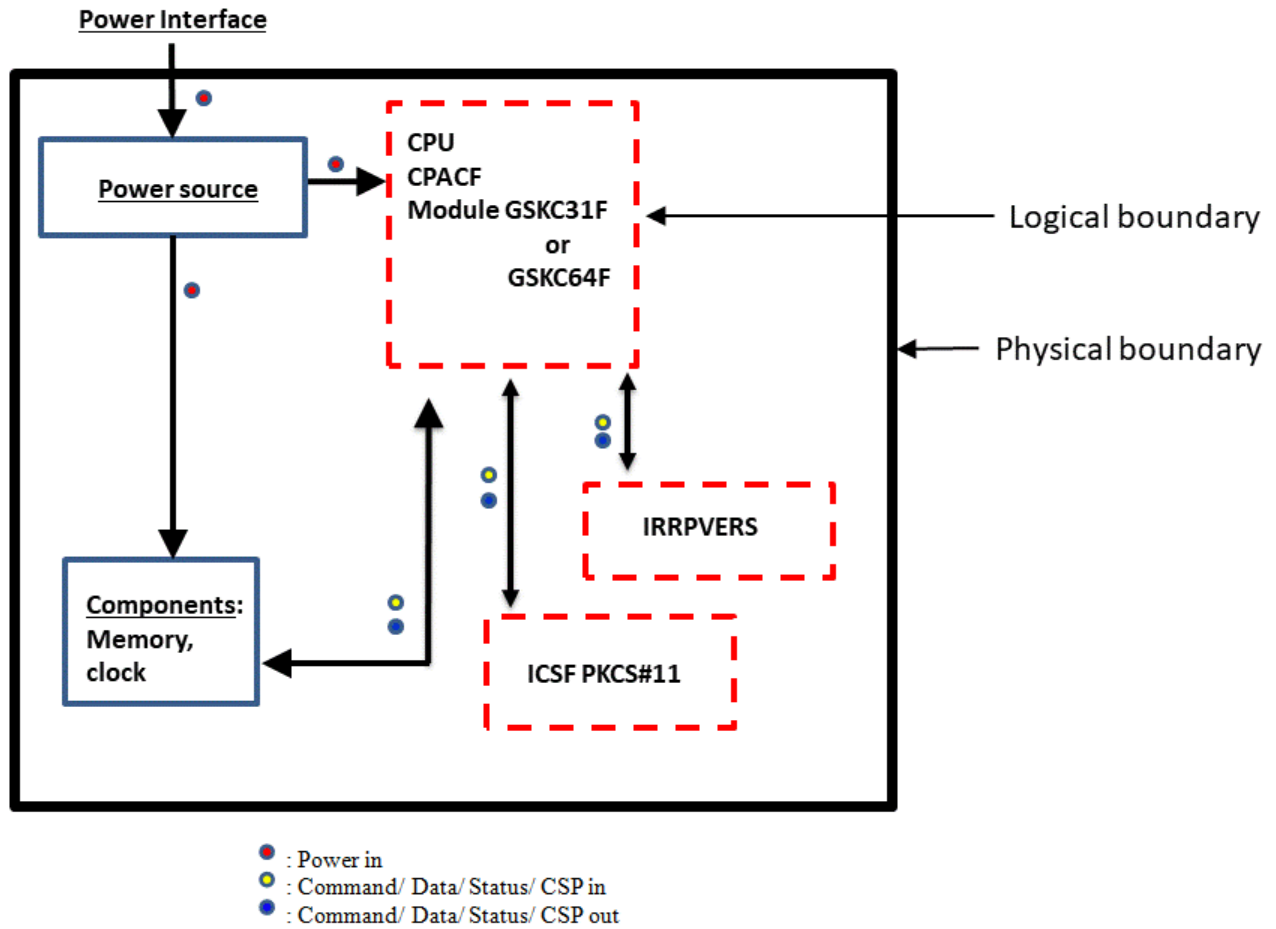 Power Interface
Power source
CPU
CPACF
Module GSKC31F
or
GSKC64F
Logical boundary
Physical boundary
IRRPVERS
Components:
Memory,
clock
ICSF PKCS#11
: Power in
: Command/ Data/ Status/ CSP in
: Command/ Data/ Status/ CSP out